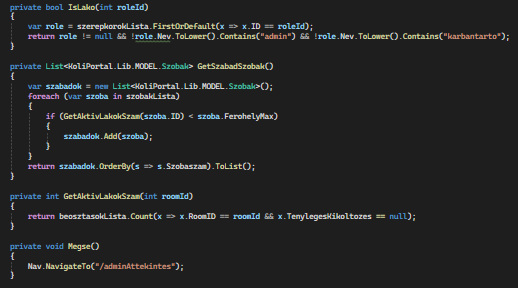 private bool IsLako(int roleId)
{
    var role = szerepkorokLista.FirstOrDefault(x => x.ID == roleId);
    return role != null && !role.Nev.ToLower().Contains("admin") && !role.Nev.ToLower().Contains("karbantarto");
}
private List<KoliPortal.Lib.MODEL.Szobak> GetSzabadSzobak()
{
    var szabadok = new List<KoliPortal.Lib.MODEL.Szobak>();
    foreach (var szoba in szobakLista)
    {
        if (GetAktivLakokSzam(szoba.ID) < szoba.FerohelyMax)
        {
            szabadok.Add(szoba);
        }
    }
    return szabadok.OrderBy(s => s.Szobaszam).ToList();
}
private int GetAktivLakokSzam(int roomId)
{
    return beosztasokLista.Count(x => x.RoomID == roomId && x.TenylegesKikoltozes == null);
}
private void Megse()
{
    Nav.NavigateTo("/adminAttekintes");
}